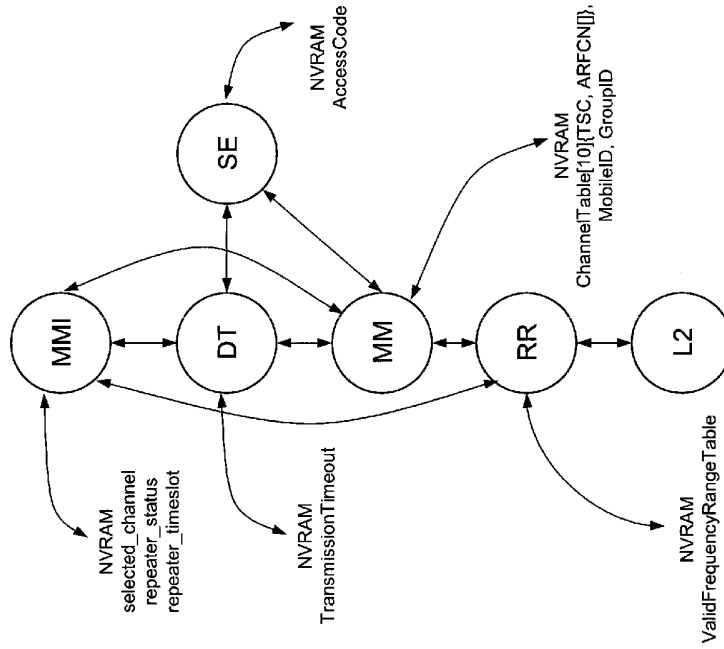 NVRAM
selected_channel
repeater_status
repeater_timeslot
MMI
NVRAM
TransmissionTimeout
DT
SE
NVRAM
AccessCode
MM
NVRAM
ChannelTable[10]{TSC, ARFCN[]},
MobileID, GroupID
NVRAM
ValidFrequencyRangeTable
RR
L2